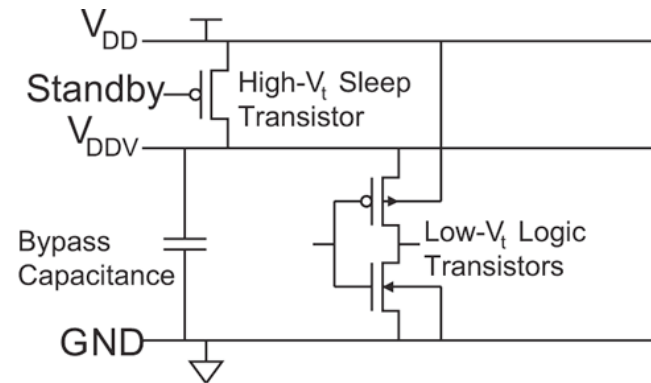 V_DD
Standby
High-V_t Sleep
Transistor
V_DDV
Bypass
Capacitance
Low-V_t Logic
Transistors
GND